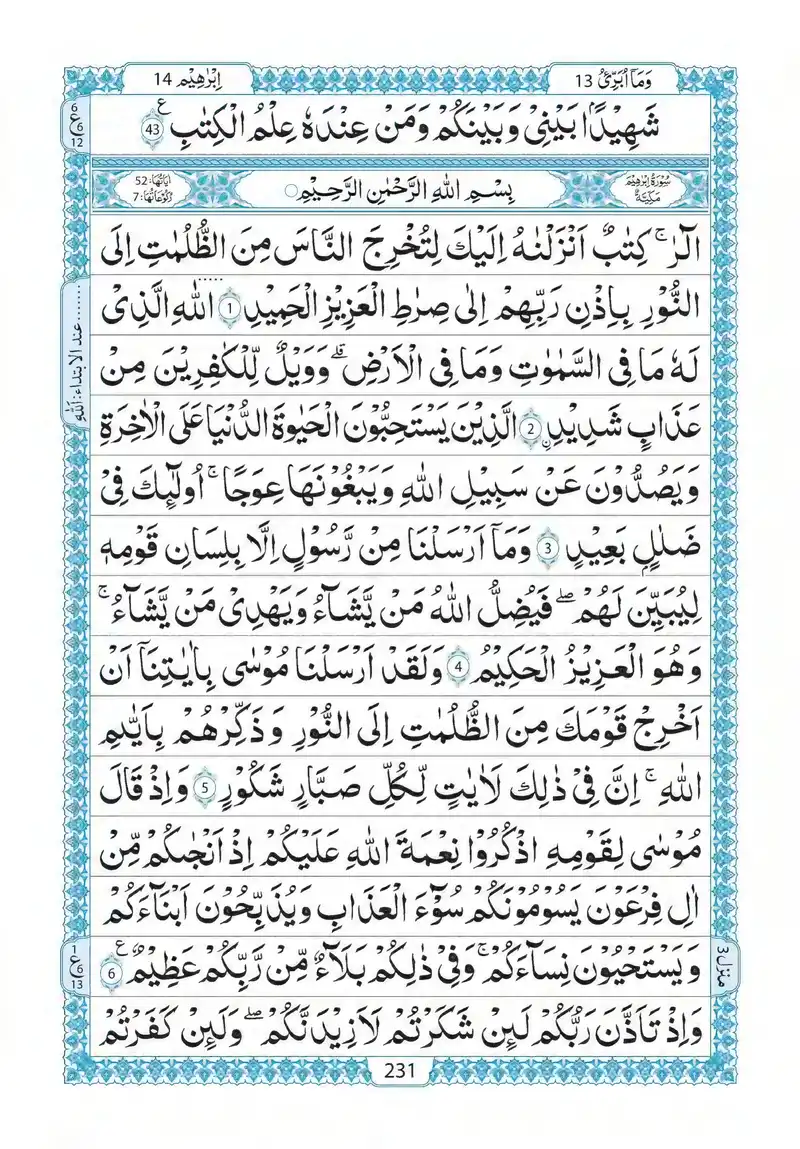 وَمَآ اُبَرِّئُ 13
اِبْرٰهِيْم 14
شَهِيْدًاۢ بَيْنِيْ وَبَيْنَكُمْ وَمَنْ عِنْدَهٗ عِلْمُ الْكِتٰبِ ع 43
6 ع 6 12
سُوْرَةُ اِبْرٰهِيْمَ مَكِّيَّةٌ
بِسْمِ اللّٰهِ الرَّحْمٰنِ الرَّحِيْمِ
اٰيَاتُهَا: 52
رُكُوْعَاتُهَا: 7
الٓرٰ ۚ كِتٰبٌ اَنْزَلْنٰهُ اِلَيْكَ لِتُخْرِجَ النَّاسَ مِنَ الظُّلُمٰتِ اِلَى
النُّوْرِ بِاِذْنِ رَبِّهِمْ اِلٰى صِرٰطِ الْعَزِيْزِ الْحَمِيْدِ 1 اللّٰهِ الَّذِيْ
لَهٗ مَا فِي السَّمٰوٰتِ وَمَا فِي الْاَرْضِ ۗ وَوَيْلٌ لِّلْكٰفِرِيْنَ مِنْ
عَذَابٍ شَدِيْدِ 2 الَّذِيْنَ يَسْتَحِبُّوْنَ الْحَيٰوةَ الدُّنْيَا عَلَى الْاٰخِرَةِ
وَيَصُدُّوْنَ عَنْ سَبِيْلِ اللّٰهِ وَيَبْغُوْنَهَا عِوَجًا ۚ اُولٰٓئِكَ فِيْ
ضَلٰلٍۭ بَعِيْدٍ 3 وَمَآ اَرْسَلْنَا مِنْ رَّسُوْلٍ اِلَّا بِلِسَانِ قَوْمِهٖ
لِيُبَيِّنَ لَهُمْ ۖ فَيُضِلُّ اللّٰهُ مَنْ يَّشَآءُ وَيَهْدِيْ مَنْ يَّشَآءُ ۚ
وَهُوَ الْعَزِيْزُ الْحَكِيْمُ 4 وَلَقَدْ اَرْسَلْنَا مُوْسٰى بِاٰيٰتِنَآ اَنْ
اَخْرِجْ قَوْمَكَ مِنَ الظُّلُمٰتِ اِلَى النُّوْرِ وَذَكِّرْهُمْ بِاَيّٰىمِ
اللّٰهِ ۚ اِنَّ فِيْ ذٰلِكَ لَاٰيٰتٍ لِّكُلِّ صَبَّارٍ شَكُوْرٍ 5 وَاِذْ قَالَ
مُوْسٰى لِقَوْمِهِ اذْكُرُوْا نِعْمَةَ اللّٰهِ عَلَيْكُمْ اِذْ اَنْجٰىكُمْ مِّنْ
اٰلِ فِرْعَوْنَ يَسُوْمُوْنَكُمْ سُوْٓءَ الْعَذَابِ وَيُذَبِّحُوْنَ اَبْنَآءَكُمْ
وَيَسْتَحْيُوْنَ نِسَآءَكُمْ ۚ وَفِيْ ذٰلِكُمْ بَلَآءٌ مِّنْ رَّبِّكُمْ عَظِيْمٌ ع 6
وَاِذْ تَاَذَّنَ رَبُّكُمْ لَئِنْ شَكَرْتُمْ لَاَزِيْدَنَّكُمْ ۖ وَلَئِنْ كَفَرْتُمْ
......عند الابتداء: اَللّٰهُ
1 ع 6 13
منزل 3
231